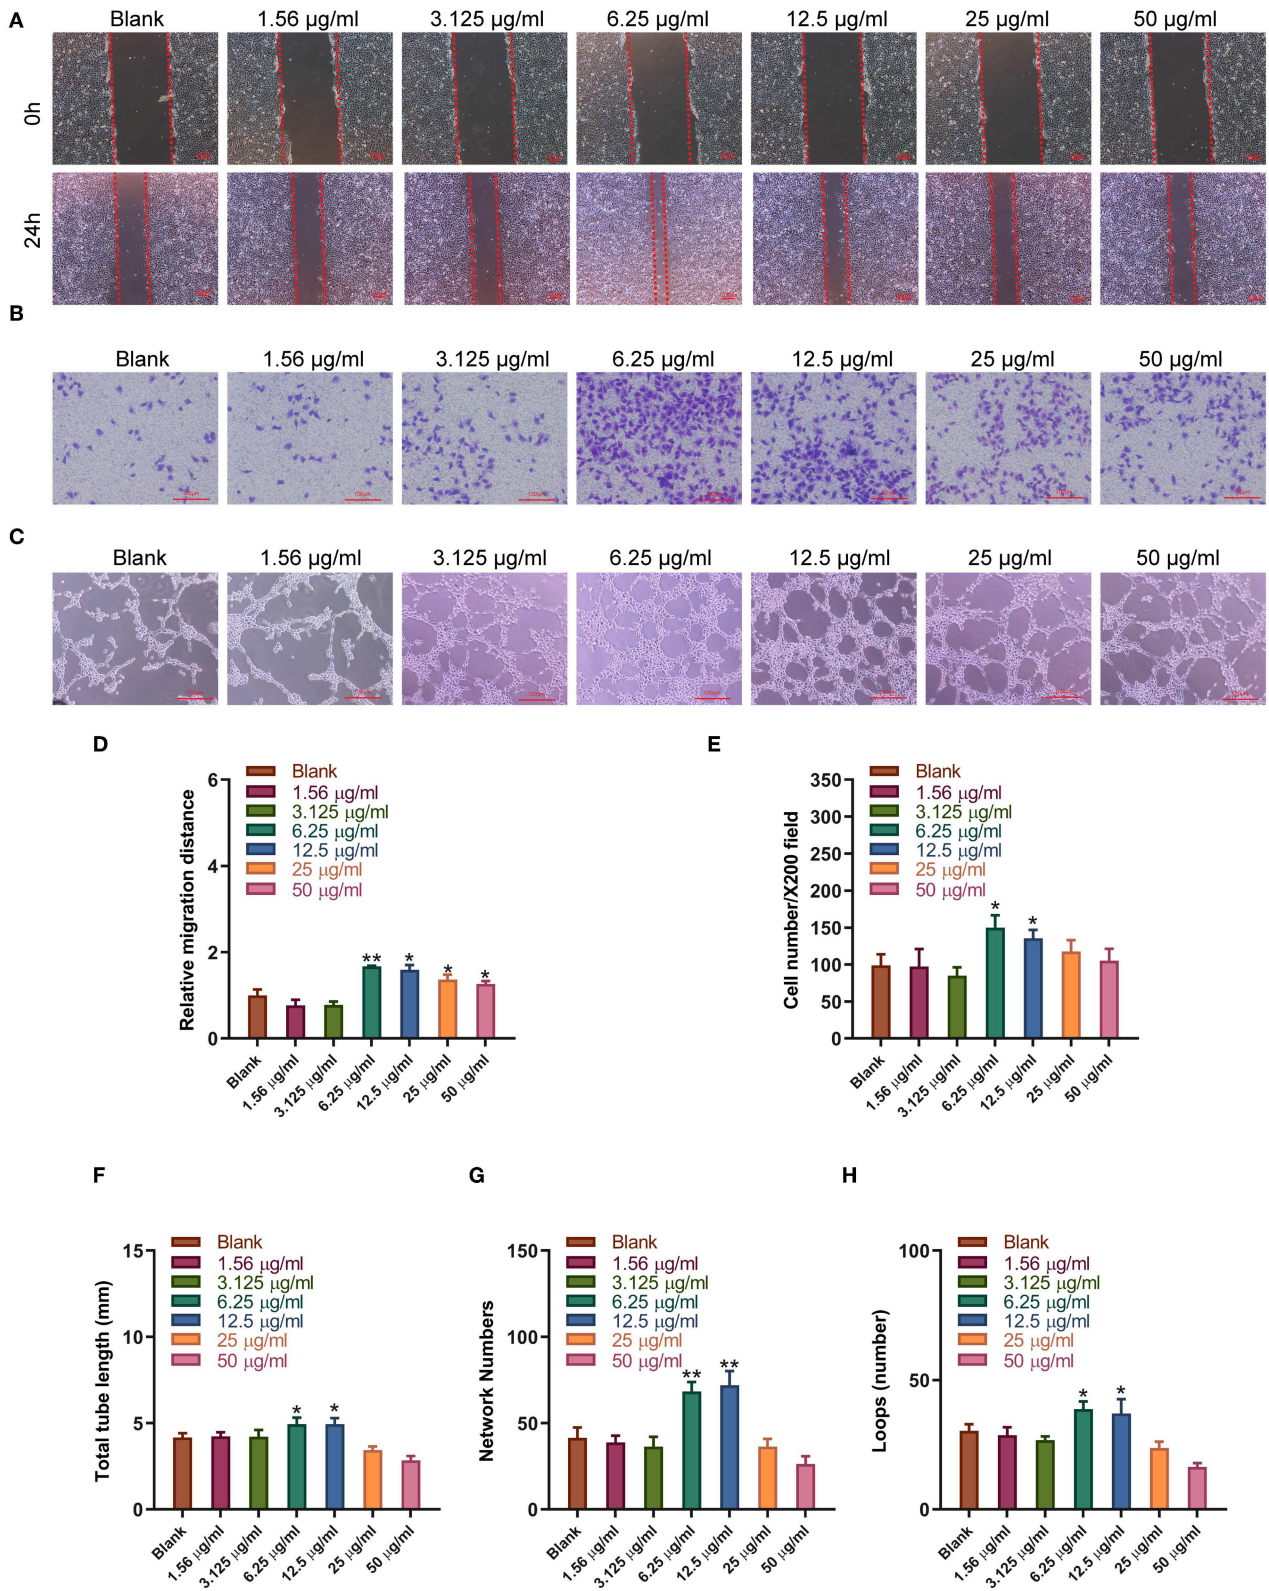 A
Blank 1.56 μg/ml 3.125 μg/ml 6.25 μg/ml 12.5 μg/ml 25 μg/ml 50 μg/ml
0h
24h
B
Blank 1.56 μg/ml 3.125 μg/ml 6.25 μg/ml 12.5 μg/ml 25 μg/ml 50 μg/ml
100μm 100μm
C
Blank 1.56 μg/ml 3.125 μg/ml 6.25 μg/ml 12.5 μg/ml 25 μg/ml 50 μg/ml
100μm 100μm
D
Blank
1.56 μg/ml
3.125 μg/ml
6.25 μg/ml
12.5 μg/ml
25 μg/ml
50 μg/ml
Relative migration distance
6
4
2
0
** * * *
Blank 1.56 μg/ml 3.125 μg/ml 6.25 μg/ml 12.5 μg/ml 25 μg/ml 50 μg/ml
E
Blank
1.56 μg/ml
3.125 μg/ml
6.25 μg/ml
12.5 μg/ml
25 μg/ml
50 μg/ml
Cell number/X200 field
350
300
250
200
150
100
50
0
* *
Blank 1.56 μg/ml 3.125 μg/ml 6.25 μg/ml 12.5 μg/ml 25 μg/ml 50 μg/ml
F
Blank
1.56 μg/ml
3.125 μg/ml
6.25 μg/ml
12.5 μg/ml
25 μg/ml
50 μg/ml
Total tube length (mm)
15
10
5
0
* *
Blank 1.56 μg/ml 3.125 μg/ml 6.25 μg/ml 12.5 μg/ml 25 μg/ml 50 μg/ml
G
Blank
1.56 μg/ml
3.125 μg/ml
6.25 μg/ml
12.5 μg/ml
25 μg/ml
50 μg/ml
Network Numbers
150
100
50
0
** **
Blank 1.56 μg/ml 3.125 μg/ml 6.25 μg/ml 12.5 μg/ml 25 μg/ml 50 μg/ml
H
Blank
1.56 μg/ml
3.125 μg/ml
6.25 μg/ml
12.5 μg/ml
25 μg/ml
50 μg/ml
Loops (number)
100
50
0
* *
Blank 1.56 μg/ml 3.125 μg/ml 6.25 μg/ml 12.5 μg/ml 25 μg/ml 50 μg/ml